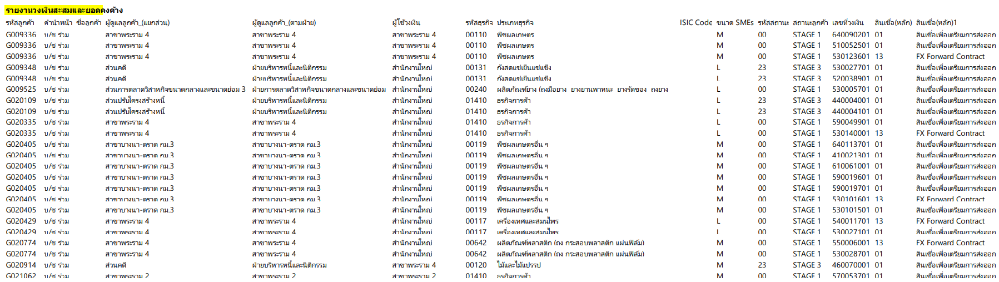 รายงานวงเงินสะสมและยอดคงค้าง
รหัสลูกค้า คำนำหน้า ชื่อลูกค้า ผู้ดูแลลูกค้า_(แยกส่วน) ผู้ดูแลลูกค้า_(ตามฝ่าย) ผู้ใช้วงเงิน รหัสธุรกิจ ประเภทธุรกิจ ISIC Code ขนาด SMEs รหัสสถานะ สถานะลูกค้า เลขที่วงเงิน สินเชื่อ(หลัก) สินเชื่อ(หลัก)1
G009336 บ/ช ร่วม สาขาพระราม 4 สาขาพระราม 4 สาขาพระราม 4 00110 พืชผลเกษตร M 00 STAGE 1 640090201 01 สินเชื่อเพื่อเตรียมการส่งออก
G009336 บ/ช ร่วม สาขาพระราม 4 สาขาพระราม 4 สาขาพระราม 4 00110 พืชผลเกษตร M 00 STAGE 1 510052501 01 สินเชื่อเพื่อเตรียมการส่งออก
G009336 บ/ช ร่วม สาขาพระราม 4 สาขาพระราม 4 สาขาพระราม 4 00110 พืชผลเกษตร M 00 STAGE 1 530123601 13 FX Forward Contract
G009348 บ/ช ร่วม ส่วนคดี ฝ่ายบริหารหนี้และนิติกรรม สำนักงานใหญ่ 00131 กุ้งสดแช่เย็นแช่แข็ง L 23 STAGE 3 530027701 01 สินเชื่อเพื่อเตรียมการส่งออก
G009348 บ/ช ร่วม ส่วนคดี ฝ่ายบริหารหนี้และนิติกรรม สำนักงานใหญ่ 00131 กุ้งสดแช่เย็นแช่แข็ง L 23 STAGE 3 520038901 01 สินเชื่อเพื่อเตรียมการส่งออก
G009525 บ/ช ร่วม ส่วนการตลาดวิสาหกิจขนาดกลางและขนาดย่อม 3 ฝ่ายการตลาดวิสาหกิจขนาดกลางและขนาดย่อม สำนักงานใหญ่ 00240 ผลิตภัณฑ์ยาง (ถุงมือยาง ยางยานพาหนะ ยางรัดของ ถุงยาง L 00 STAGE 1 530005701 01 สินเชื่อเพื่อเตรียมการส่งออก
G020109 บ/ช ร่วม ส่วนปรับโครงสร้างหนี้ ฝ่ายบริหารหนี้และนิติกรรม สำนักงานใหญ่ 01410 ธุรกิจการค้า L 23 STAGE 3 440004001 01 สินเชื่อเพื่อเตรียมการส่งออก
G020109 บ/ช ร่วม ส่วนปรับโครงสร้างหนี้ ฝ่ายบริหารหนี้และนิติกรรม สำนักงานใหญ่ 01410 ธุรกิจการค้า L 23 STAGE 3 440004101 01 สินเชื่อเพื่อเตรียมการส่งออก
G020335 บ/ช ร่วม สาขาพระราม 4 สาขาพระราม 4 สำนักงานใหญ่ 01410 ธุรกิจการค้า L 00 STAGE 1 590049901 01 สินเชื่อเพื่อเตรียมการส่งออก
G020335 บ/ช ร่วม สาขาพระราม 4 สาขาพระราม 4 สำนักงานใหญ่ 01410 ธุรกิจการค้า L 00 STAGE 1 530140001 13 FX Forward Contract
G020405 บ/ช ร่วม สาขาบางนา-ตราด กม.3 สาขาบางนา-ตราด กม.3 สำนักงานใหญ่ 00119 พืชผลเกษตรอื่น ๆ M 00 STAGE 1 640113701 01 สินเชื่อเพื่อเตรียมการส่งออก
G020405 บ/ช ร่วม สาขาบางนา-ตราด กม.3 สาขาบางนา-ตราด กม.3 สำนักงานใหญ่ 00119 พืชผลเกษตรอื่น ๆ M 00 STAGE 1 410021301 01 สินเชื่อเพื่อเตรียมการส่งออก
G020405 บ/ช ร่วม สาขาบางนา-ตราด กม.3 สาขาบางนา-ตราด กม.3 สำนักงานใหญ่ 00119 พืชผลเกษตรอื่น ๆ M 00 STAGE 1 610061001 01 สินเชื่อเพื่อเตรียมการส่งออก
G020405 บ/ช ร่วม สาขาบางนา-ตราด กม.3 สาขาบางนา-ตราด กม.3 สำนักงานใหญ่ 00119 พืชผลเกษตรอื่น ๆ M 00 STAGE 1 590019601 01 สินเชื่อเพื่อเตรียมการส่งออก
G020405 บ/ช ร่วม สาขาบางนา-ตราด กม.3 สาขาบางนา-ตราด กม.3 สำนักงานใหญ่ 00119 พืชผลเกษตรอื่น ๆ M 00 STAGE 1 590019701 01 สินเชื่อเพื่อเตรียมการส่งออก
G020405 บ/ช ร่วม สาขาบางนา-ตราด กม.3 สาขาบางนา-ตราด กม.3 สำนักงานใหญ่ 00119 พืชผลเกษตรอื่น ๆ M 00 STAGE 1 530101601 13 FX Forward Contract
G020405 บ/ช ร่วม สาขาบางนา-ตราด กม.3 สาขาบางนา-ตราด กม.3 สำนักงานใหญ่ 00119 พืชผลเกษตรอื่น ๆ M 00 STAGE 1 530101501 01 สินเชื่อเพื่อเตรียมการส่งออก
G020429 บ/ช ร่วม สาขาพระราม 4 สาขาพระราม 4 สำนักงานใหญ่ 00117 เครื่องเทศและสมุนไพร L 00 STAGE 1 540011701 13 FX Forward Contract
G020429 บ/ช ร่วม สาขาพระราม 4 สาขาพระราม 4 สำนักงานใหญ่ 00117 เครื่องเทศและสมุนไพร L 00 STAGE 1 530027101 01 สินเชื่อเพื่อเตรียมการส่งออก
G020774 บ/ช ร่วม สาขาพระราม 4 สาขาพระราม 4 สำนักงานใหญ่ 00642 ผลิตภัณฑ์พลาสติก (ถุง กระสอบพลาสติก แผ่นฟิล์ม) M 00 STAGE 1 550006001 13 FX Forward Contract
G020774 บ/ช ร่วม สาขาพระราม 4 สาขาพระราม 4 สำนักงานใหญ่ 00642 ผลิตภัณฑ์พลาสติก (ถุง กระสอบพลาสติก แผ่นฟิล์ม) M 00 STAGE 1 530028701 01 สินเชื่อเพื่อเตรียมการส่งออก
G020914 บ/ช ร่วม ส่วนคดี ฝ่ายบริหารหนี้และนิติกรรม สาขาพระราม 4 00120 ไม้และไม้แปรรูป M 23 STAGE 3 460070001 01 สินเชื่อเพื่อเตรียมการส่งออก
G021062 บ/ช ร่วม สาขาพระราม 2 สาขาพระราม 2 สาขาพระราม 2 01410 ธุรกิจการค้า M 00 STAGE 1 570053701 01 สินเชื่อเพื่อเตรียมการส่งออก